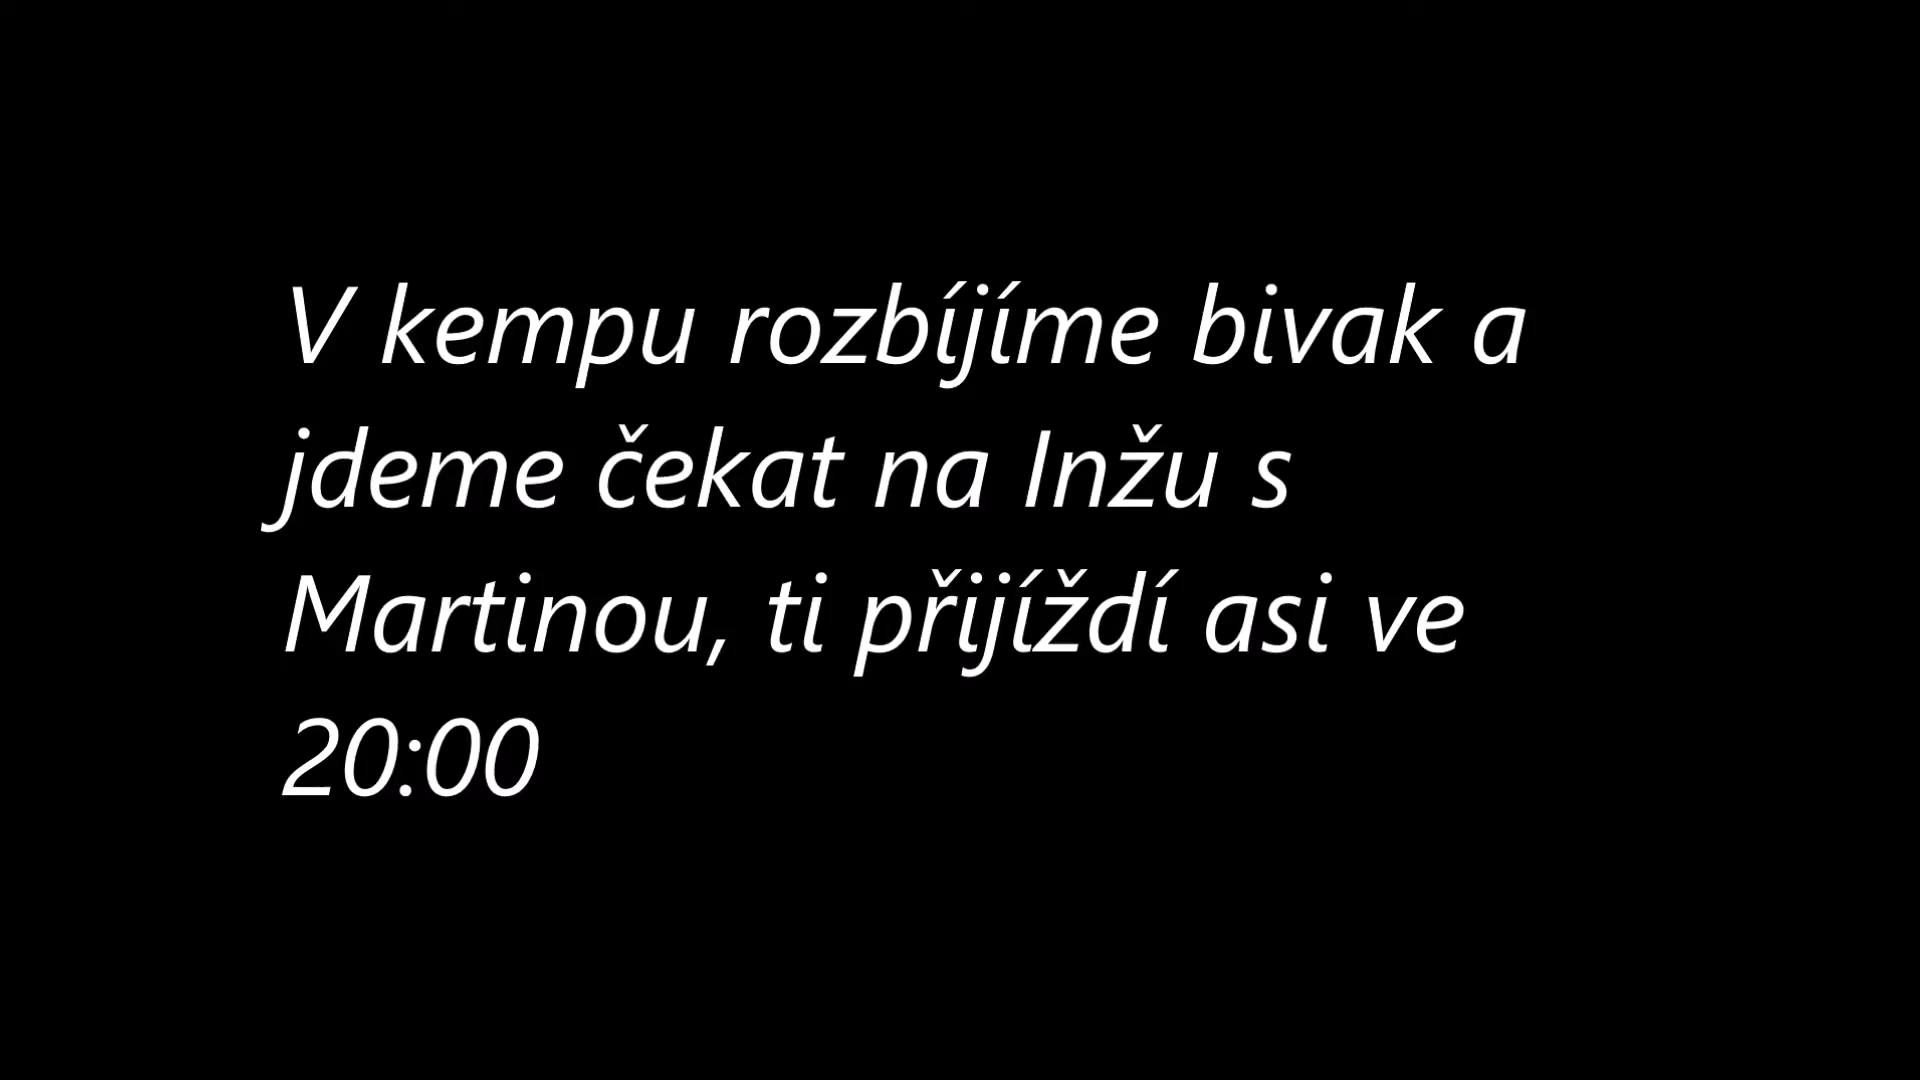 V kempu rozbíjíme bivak a
jdeme čekat na Inžu s
Martinou, ti přijíždí asi ve
20:00